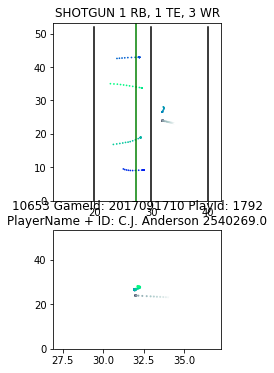 SHOTGUN 1 RB, 1 TE, 3 WR
50
40
30
20
10
0
20 30 40
10653 GameId: 2017091710 PlayId: 1792
PlayerName + ID: C.J. Anderson 2540269.0
40
20
0
27.5 30.0 32.5 35.0